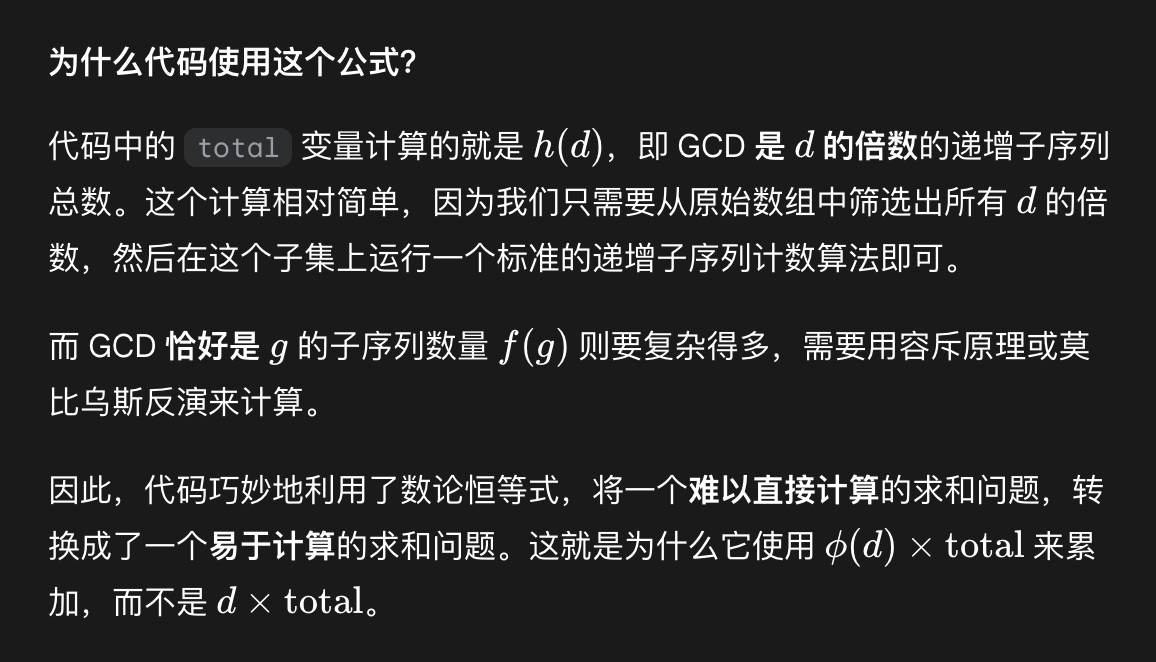 为什么代码使用这个公式？
代码中的 total 变量计算的就是 h(d)，即 GCD 是 d 的倍数的递增子序列
总数。这个计算相对简单，因为我们只需要从原始数组中筛选出所有 d 的倍
数，然后在这个子集上运行一个标准的递增子序列计数算法即可。
而 GCD 恰好是 g 的子序列数量 f(g) 则要复杂得多，需要用容斥原理或莫
比乌斯反演来计算。
因此，代码巧妙地利用了数论恒等式，将一个难以直接计算的求和问题，转
换成了一个易于计算的求和问题。这就是为什么它使用 ϕ(d) × total 来累
加，而不是 d × total。